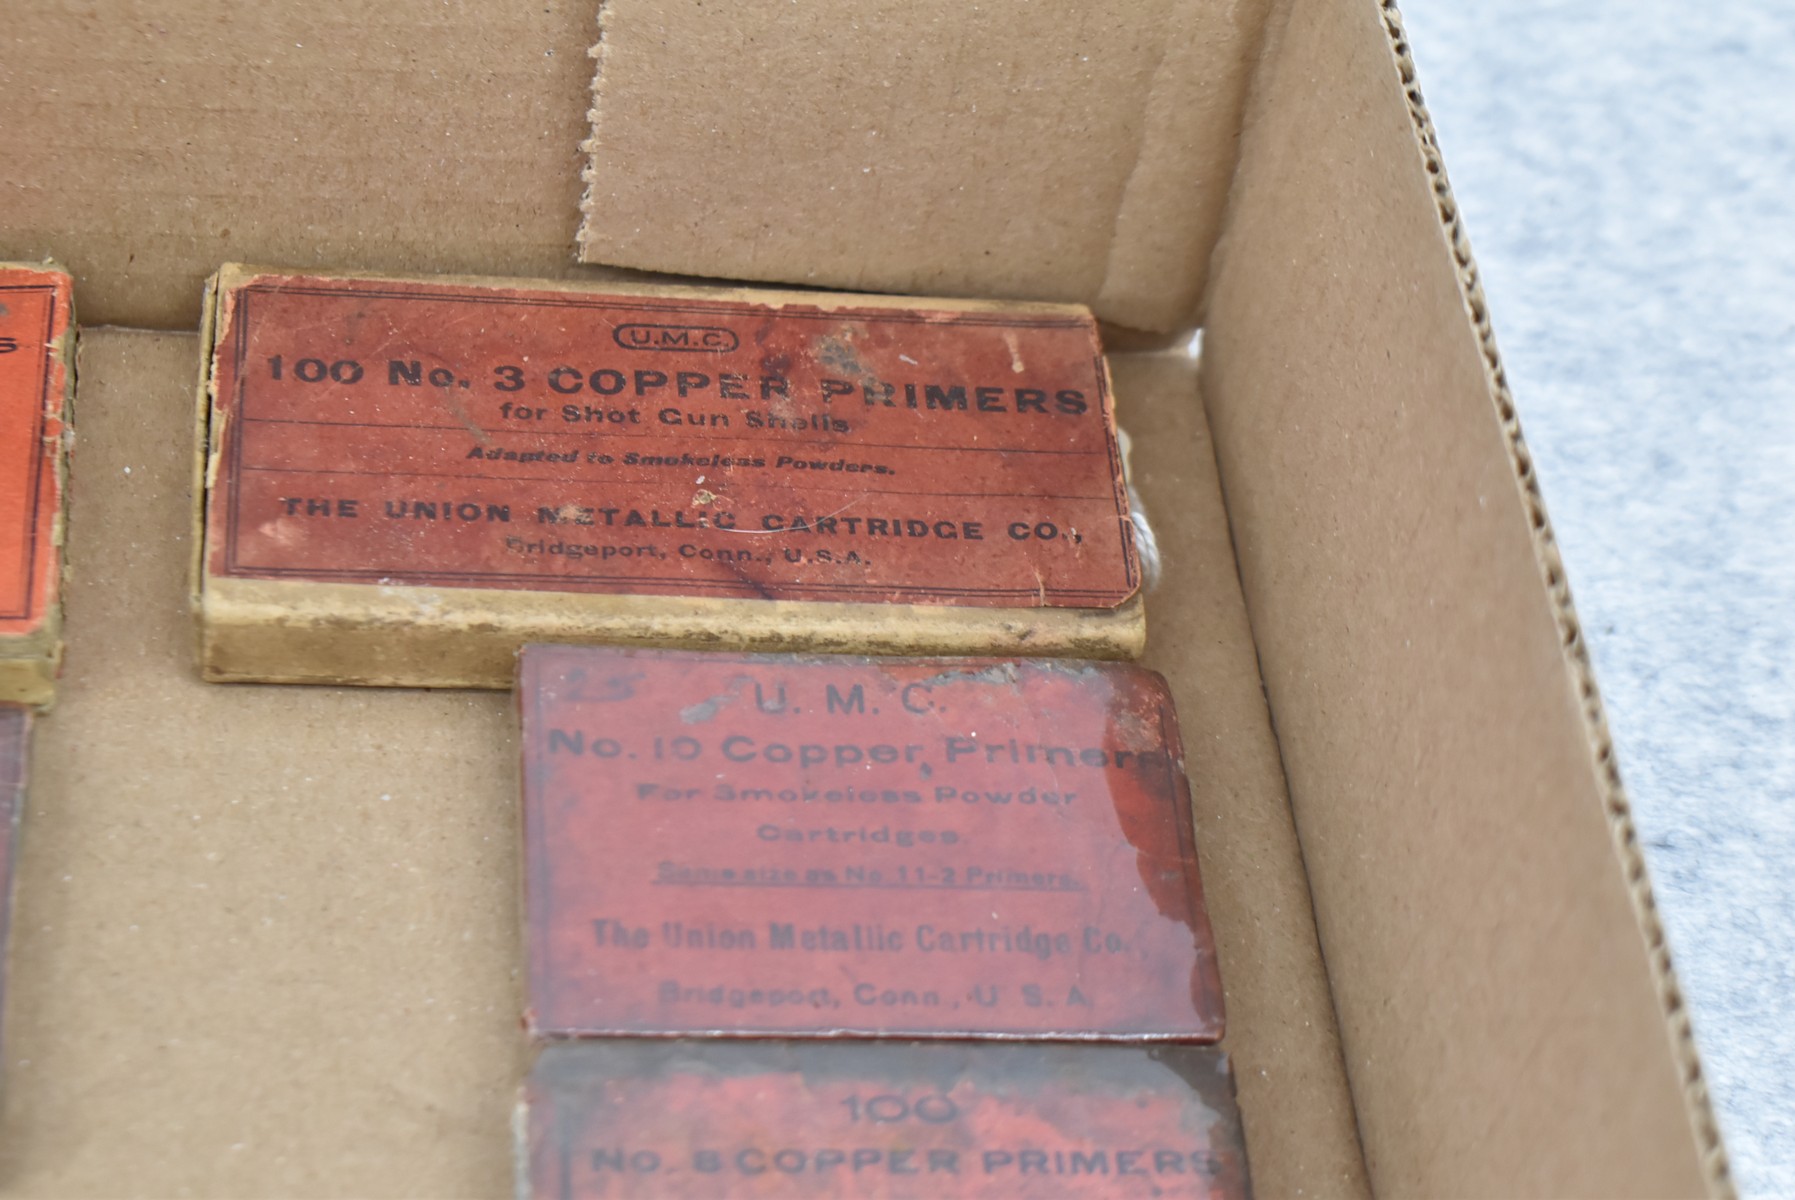 U.M.C.
100 No. 3 COPPER PRIMERS
for Shot Gun Shells
Adapted to Smokeless Powders.
THE UNION METALLIC CARTRIDGE CO.,
Bridgeport, Conn., U.S.A.
U. M. C.
No. 10 Copper Primers
For Smokeless Powder
Cartridges.
Same size as No. 11-2 Primers.
The Union Metallic Cartridge Co.,
Bridgeport, Conn., U. S. A.
100
No. COPPER PRIMERS